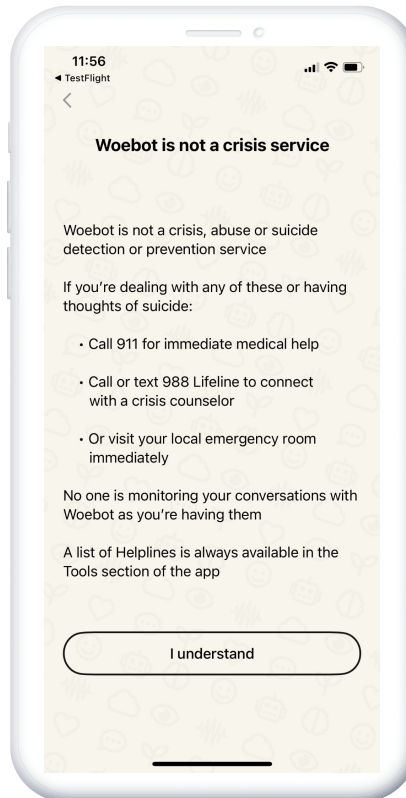 11:56
◀ TestFlight
Woebot is not a crisis service
Woebot is not a crisis, abuse or suicide
detection or prevention service
If you’re dealing with any of these or having
thoughts of suicide:
• Call 911 for immediate medical help
• Call or text 988 Lifeline to connect
with a crisis counselor
• Or visit your local emergency room
immediately
No one is monitoring your conversations with
Woebot as you’re having them
A list of Helplines is always available in the
Tools section of the app
I understand